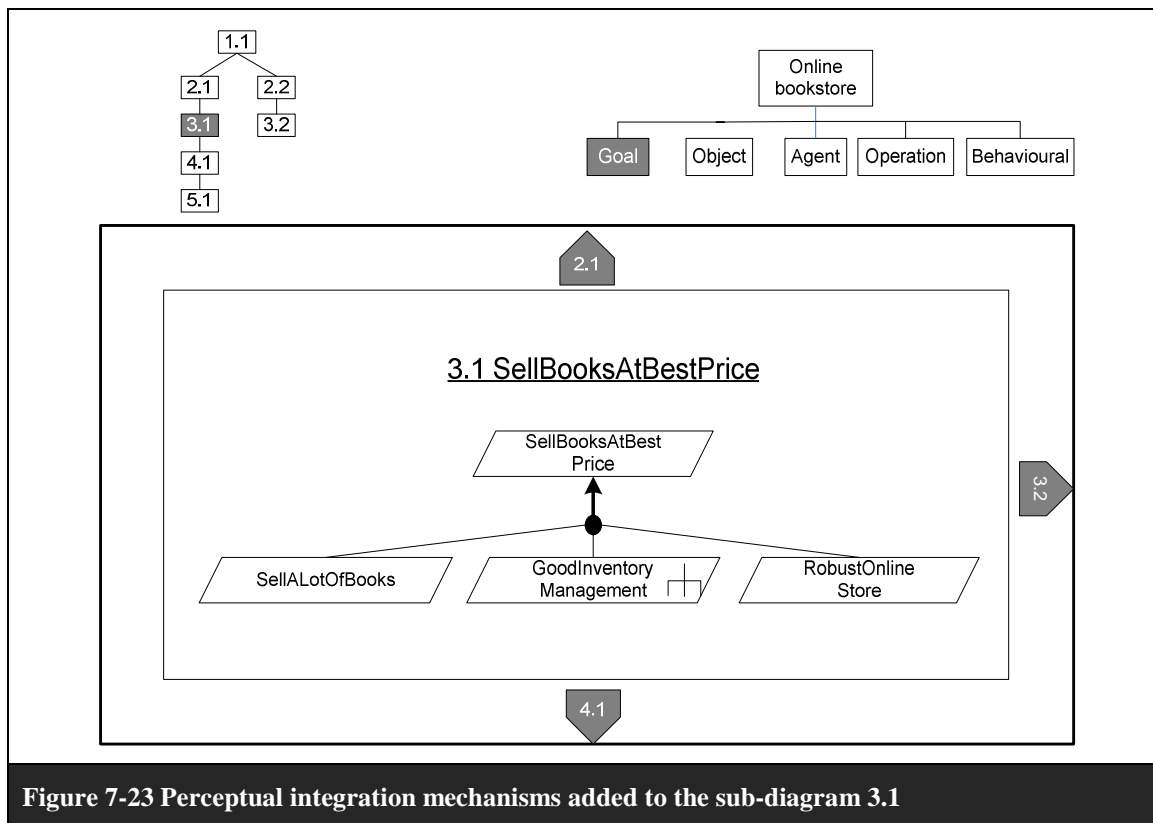 1.1
2.1
2.2
3.1
3.2
4.1
5.1
Online
bookstore
Goal
Object
Agent
Operation
Behavioural
2.1
3.1 SellBooksAtBestPrice
SellBooksAtBest
Price
3.2
SellALotOfBooks
GoodInventory
Management
RobustOnline
Store
4.1
Figure 7-23 Perceptual integration mechanisms added to the sub-diagram 3.1